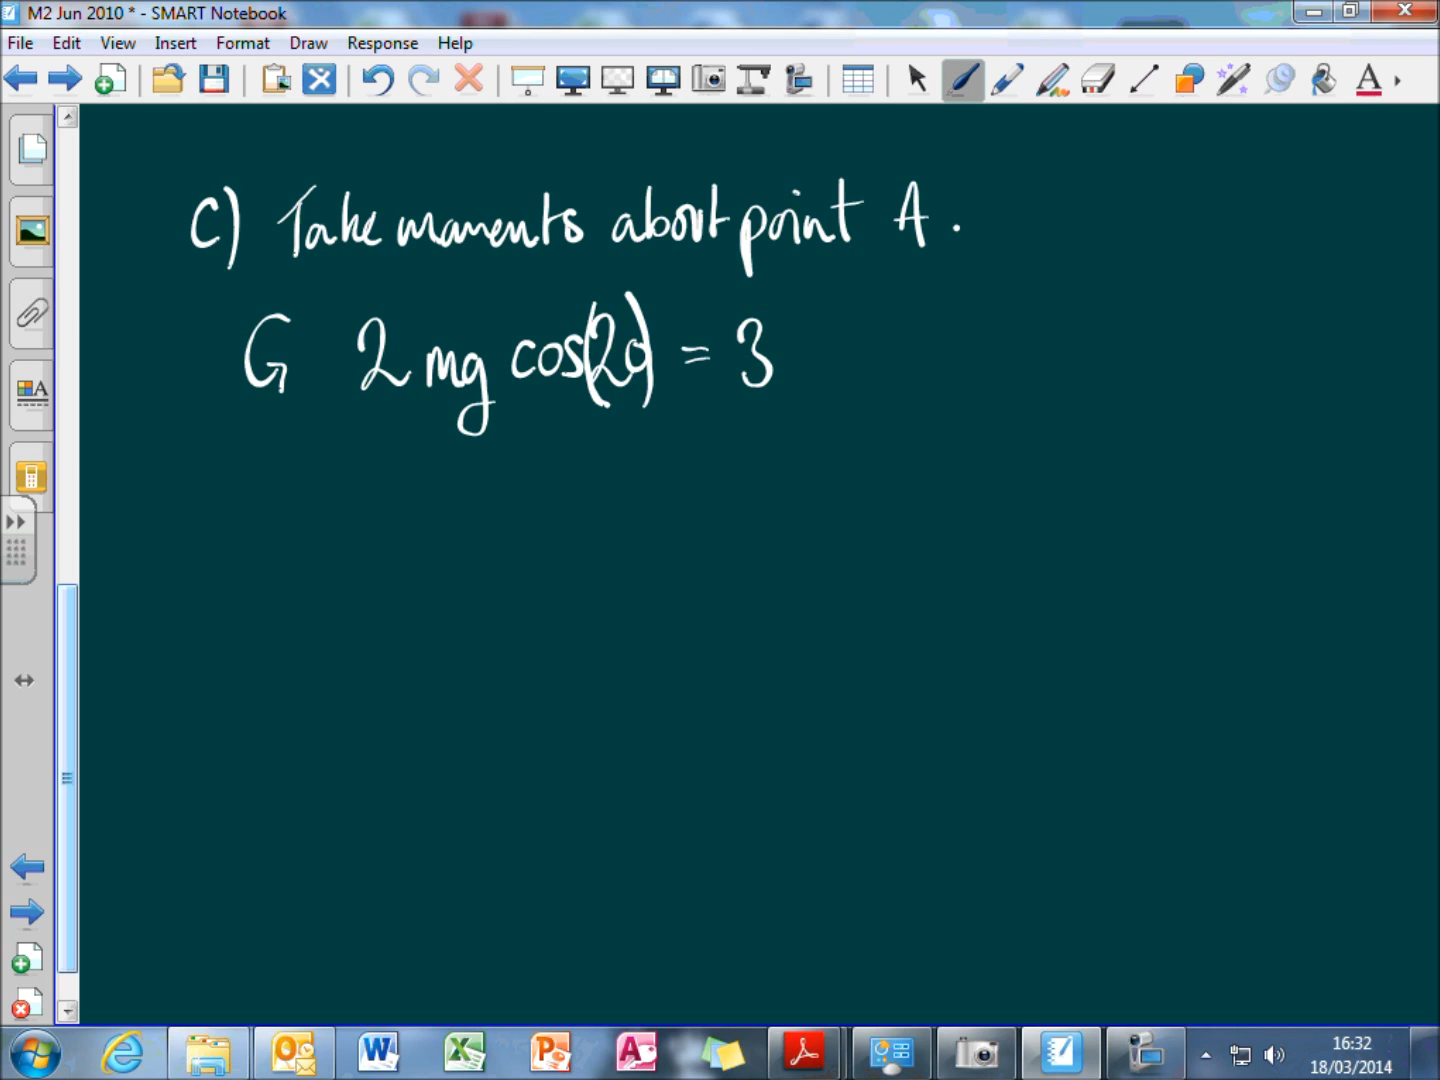 M2 Jun 2010 * - SMART Notebook
File Edit View Insert Format Draw Response Help
C) Take moments about point A.
G 2mg cos(20) = 3
16:32
18/03/2014